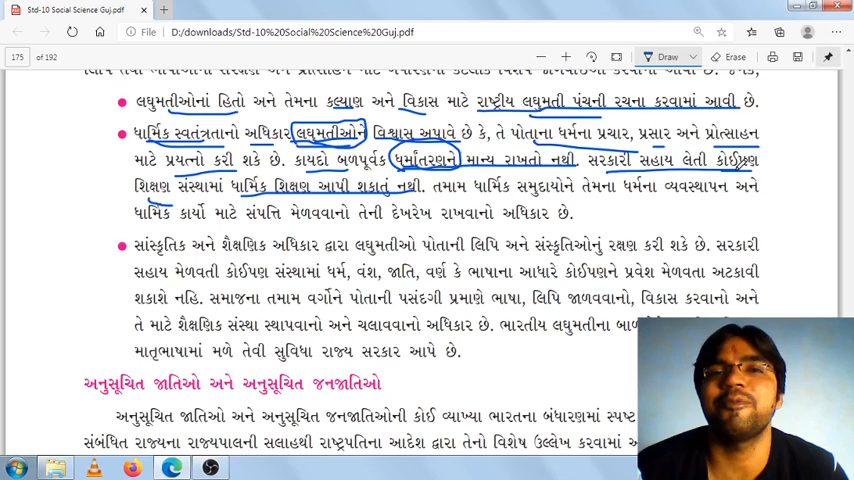 Std-10 Social Science Guj.pdf
File D:/downloads/Std-10%20Social%20Science%20Guj.pdf
175 of 192 Draw Erase
લઘુમતીઓનાં હિતો અને તેમના કલ્યાણ અને વિકાસ માટે રાષ્ટ્રીય લઘુમતી પંચની રચના કરવામાં આવી છે.
ધાર્મિક સ્વતંત્રતાનો અધિકાર લઘુમતીઓને વિશ્વાસ અપાવે છે કે, તે પોતાના ધર્મના પ્રચાર, પ્રસાર અને પ્રોત્સાહન
માટે પ્રયત્નો કરી શકે છે. કાયદો બળપૂર્વક ધર્માંતરણને માન્ય રાખતો નથી. સરકારી સહાય લેતી કોઈપણ
શિક્ષણ સંસ્થામાં ધાર્મિક શિક્ષણ આપી શકાતું નથી. તમામ ધાર્મિક સમુદાયોને તેમના ધર્મના વ્યવસ્થાપન અને
ધાર્મિક કાર્યો માટે સંપત્તિ મેળવવાનો તેની દેખરેખ રાખવાનો અધિકાર છે.
સાંસ્કૃતિક અને શૈક્ષણિક અધિકાર દ્વારા લઘુમતીઓ પોતાની લિપિ અને સંસ્કૃતિઓનું રક્ષણ કરી શકે છે. સરકારી
સહાય મેળવતી કોઈપણ સંસ્થામાં ધર્મ, વંશ, જાતિ, વર્ણ કે ભાષાના આધારે કોઈપણને પ્રવેશ મેળવતા અટકાવી
શકાશે નહિ. સમાજના તમામ વર્ગોને પોતાની પસંદગી પ્રમાણે ભાષા, લિપિ જાળવવાનો, વિકાસ કરવાનો અને
તે માટે શૈક્ષણિક સંસ્થા સ્થાપવાનો અને ચલાવવાનો અધિકાર છે. ભારતીય લઘુમતીના
માતૃભાષામાં મળે તેવી સુવિધા રાજ્ય સરકાર આપે છે.
અનુસૂચિત જાતિઓ અને અનુસૂચિત જનજાતિઓ
અનુસૂચિત જાતિઓ અને અનુસૂચિત જનજાતિઓની કોઈ વ્યાખ્યા ભારતના બંધારણમાં સ્પષ્ટ
સંબંધિત રાજ્યના રાજ્યપાલની સલાહથી રાષ્ટ્રપતિના આદેશ દ્વારા તેનો વિશેષ ઉલ્લેખ કરવામાં